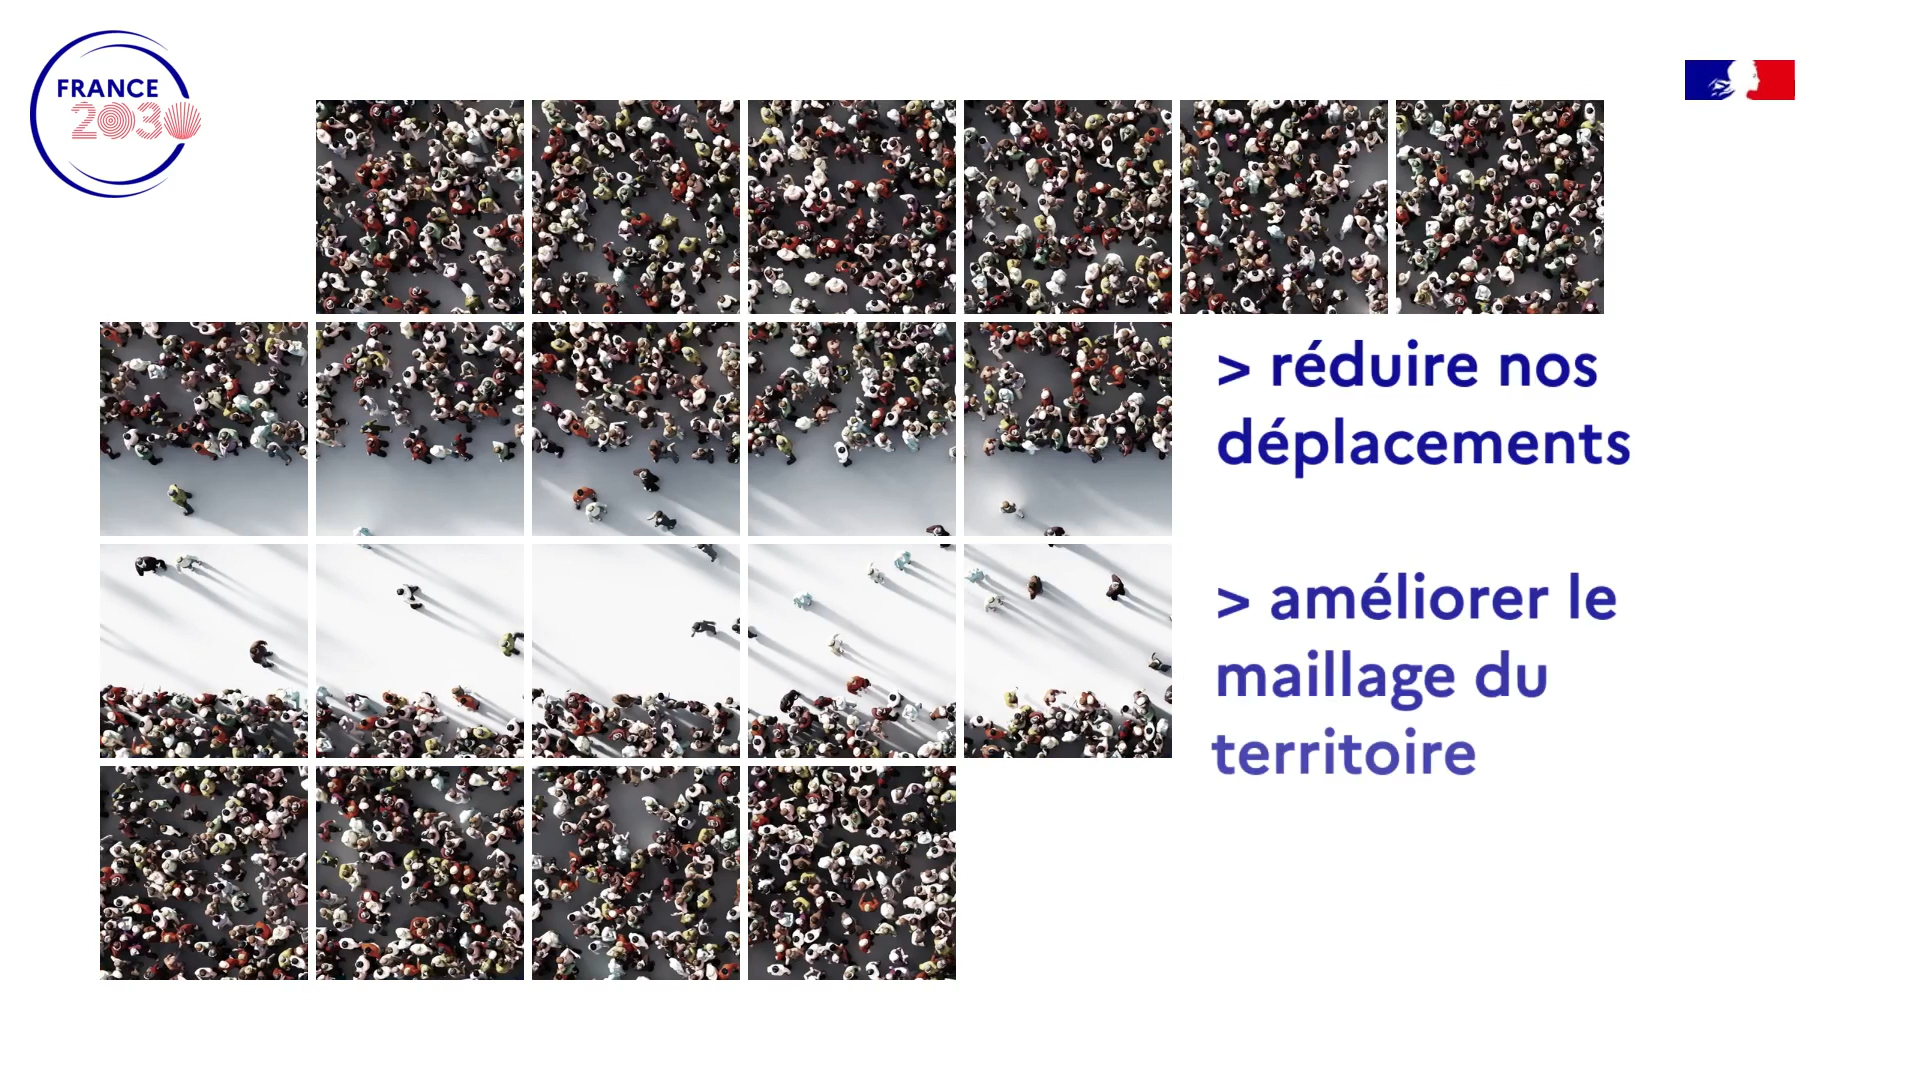 FRANCE
2030
> réduire nos
déplacements
> améliorer le
maillage du
territoire